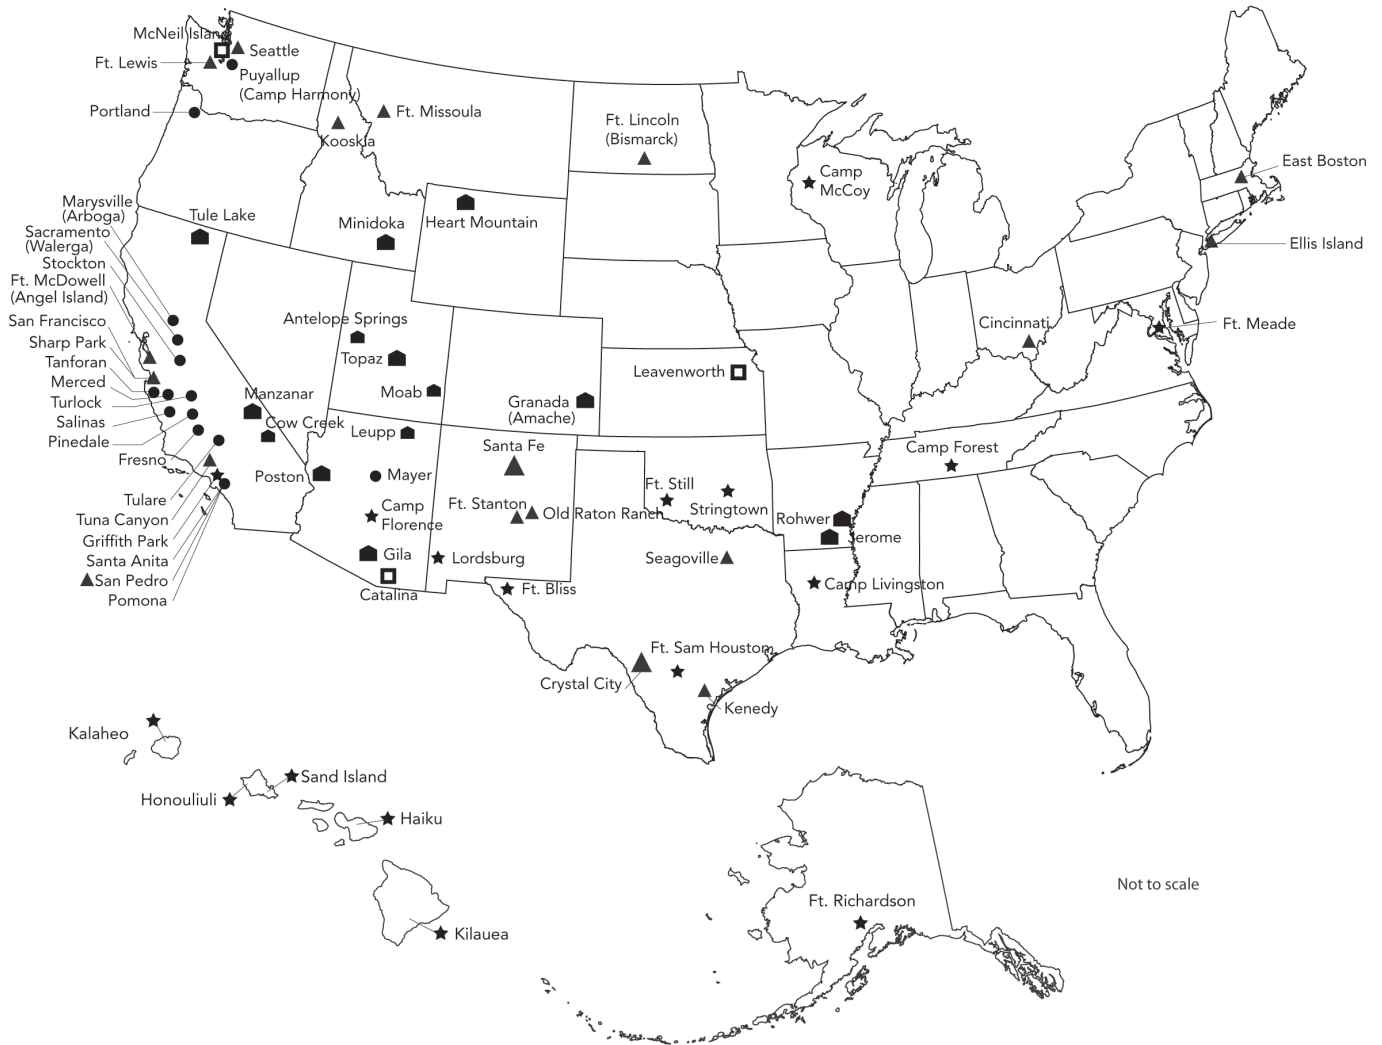 McNeil Island
Seattle
Ft. Lewis
Puyallup
(Camp Harmony)
Portland
Ft. Missoula
Kooskia
Ft. Lincoln
(Bismarck)
Camp
McCoy
East Boston
Ellis Island
Marysville
(Arboga)
Sacramento
(Walerga)
Stockton
Ft. McDowell
(Angel Island)
San Francisco
Sharp Park
Tanforan
Merced
Turlock
Salinas
Pinedale
Fresno
Tulare
Tuna Canyon
Griffith Park
Santa Anita
San Pedro
Pomona
Tule Lake
Minidoka
Heart Mountain
Antelope Springs
Topaz
Moab
Manzanar
Cow Creek
Leupp
Poston
Mayer
Camp
Florence
Gila
Catalina
Granada
(Amache)
Leavenworth
Cincinnati
Ft. Meade
Santa Fe
Ft. Stanton
Old Raton Ranch
Lordsburg
Ft. Bliss
Ft. Still
Stringtown
Camp Forest
Rohwer
Jerome
Seagoville
Camp Livingston
Ft. Sam Houston
Crystal City
Kenedy
Kalaheo
Sand Island
Honouliuli
Haiku
Kilauea
Ft. Richardson
Not to scale